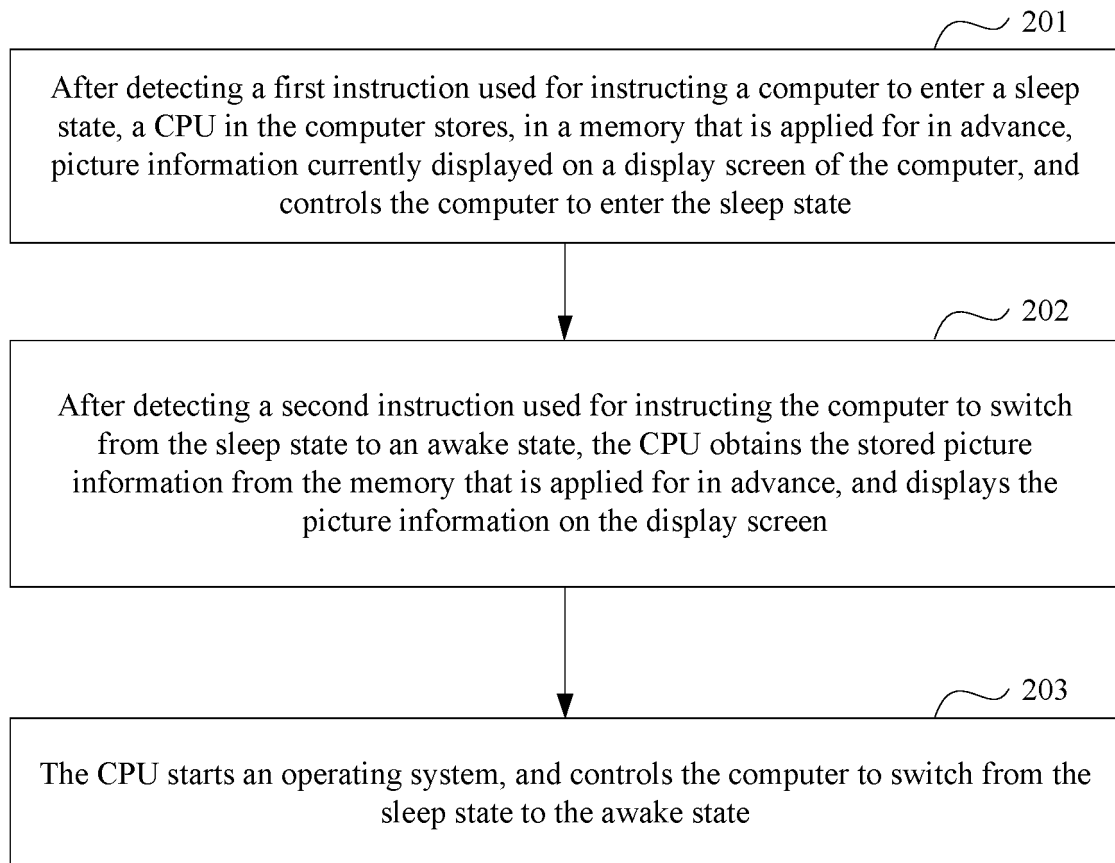 201
After detecting a first instruction used for instructing a computer to enter a sleep
state, a CPU in the computer stores, in a memory that is applied for in advance,
picture information currently displayed on a display screen of the computer, and
controls the computer to enter the sleep state
202
After detecting a second instruction used for instructing the computer to switch
from the sleep state to an awake state, the CPU obtains the stored picture
information from the memory that is applied for in advance, and displays the
picture information on the display screen
203
The CPU starts an operating system, and controls the computer to switch from the
sleep state to the awake state